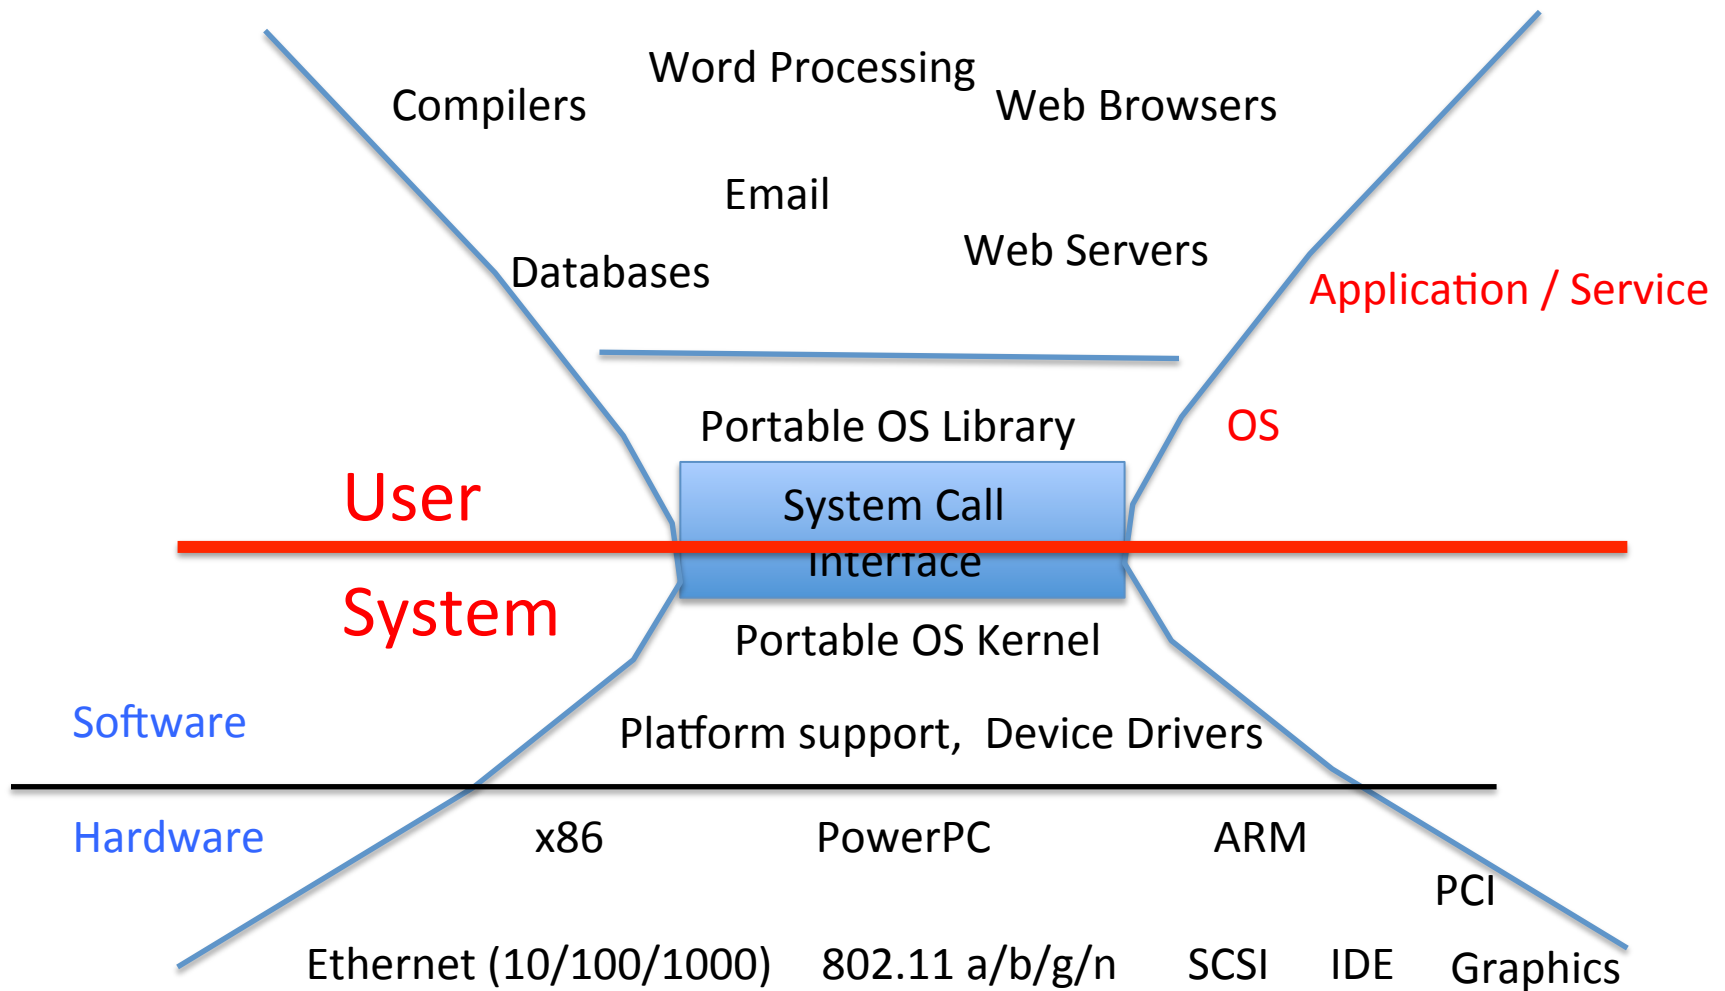 Word Processing
Compilers
Web Browsers
Email
Web Servers
Databases
Application / Service
Portable OS Library
OS
User
System Call
Interface
System
Portable OS Kernel
Software
Platform support, Device Drivers
Hardware
x86
PowerPC
ARM
PCI
Ethernet (10/100/1000)
802.11 a/b/g/n
SCSI
IDE
Graphics